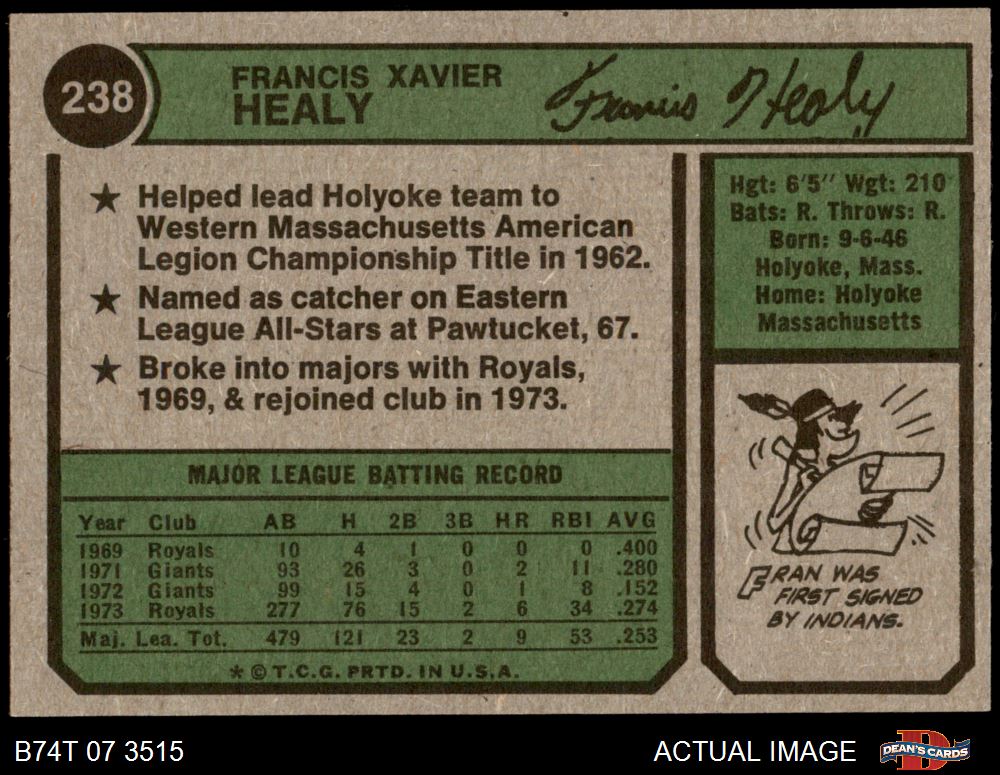 238
FRANCIS XAVIER
HEALY
Francis Healy
★ Helped lead Holyoke team to
Western Massachusetts American
Legion Championship Title in 1962.
★ Named as catcher on Eastern
League All-Stars at Pawtucket, 67.
★ Broke into majors with Royals,
1969, & rejoined club in 1973.
Hgt: 6'5'' Wgt: 210
Bats: R. Throws: R.
Born: 9-6-46
Holyoke, Mass.
Home: Holyoke
Massachusetts
MAJOR LEAGUE BATTING RECORD
Year Club AB H 2B 3B HR RBI AVG
1969 Royals 10 4 1 0 0 0 .400
1971 Giants 93 26 3 0 2 11 .280
1972 Giants 99 15 4 0 1 8 .152
1973 Royals 277 76 15 2 6 34 .274
Maj. Lea. Tot. 479 121 23 2 9 53 .253
* © T.C.G. PRTD. IN U.S.A.
FRAN WAS
FIRST SIGNED
BY INDIANS.
B74T 07 3515
ACTUAL IMAGE
DEAN'S CARDS